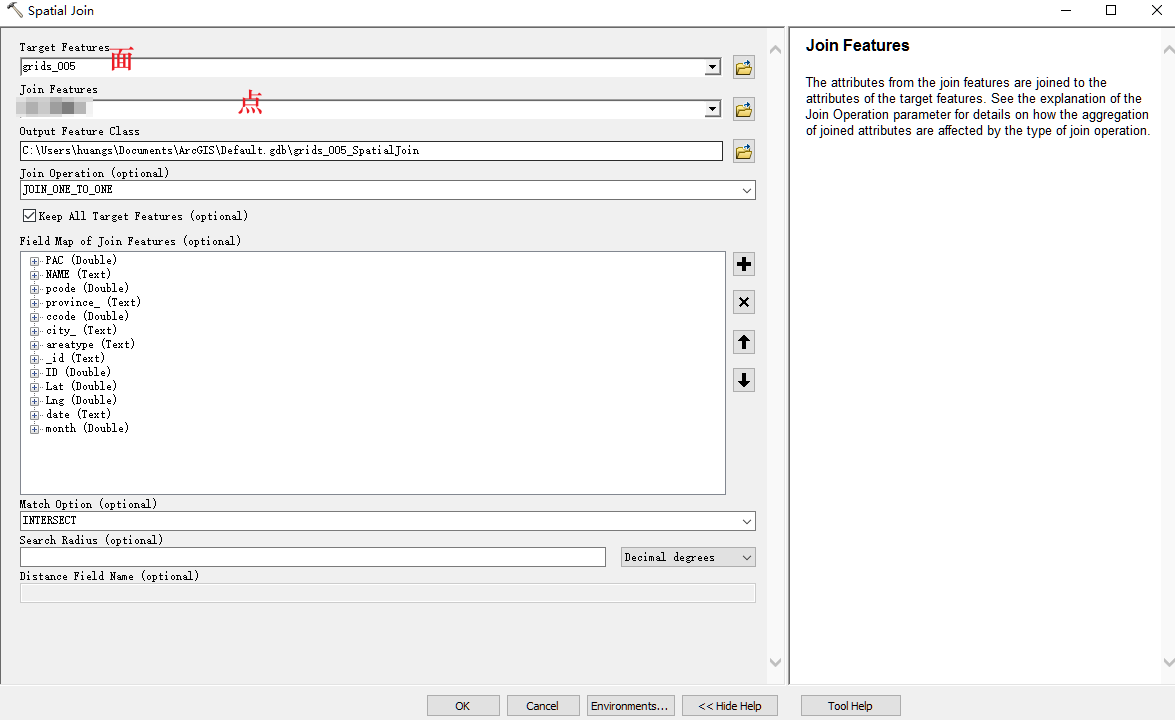 Spatial Join
Target Features
面
grids_005
Join Features
点
Output Feature Class
C:\Users\huangs\Documents\ArcGIS\Default.gdb\grids_005_SpatialJoin
Join Operation (optional)
JOIN_ONE_TO_ONE
Keep All Target Features (optional)
Field Map of Join Features (optional)
PAC (Double)
NAME (Text)
pcode (Double)
province_ (Text)
ccode (Double)
city_ (Text)
areatype (Text)
_id (Text)
ID (Double)
Lat (Double)
Lng (Double)
date (Text)
month (Double)
Match Option (optional)
INTERSECT
Search Radius (optional)
Decimal degrees
Distance Field Name (optional)
OK
Cancel
Environments...
<< Hide Help
Join Features
The attributes from the join features are joined to the
attributes of the target features. See the explanation of the
Join Operation parameter for details on how the aggregation
of joined attributes are affected by the type of join operation.
Tool Help